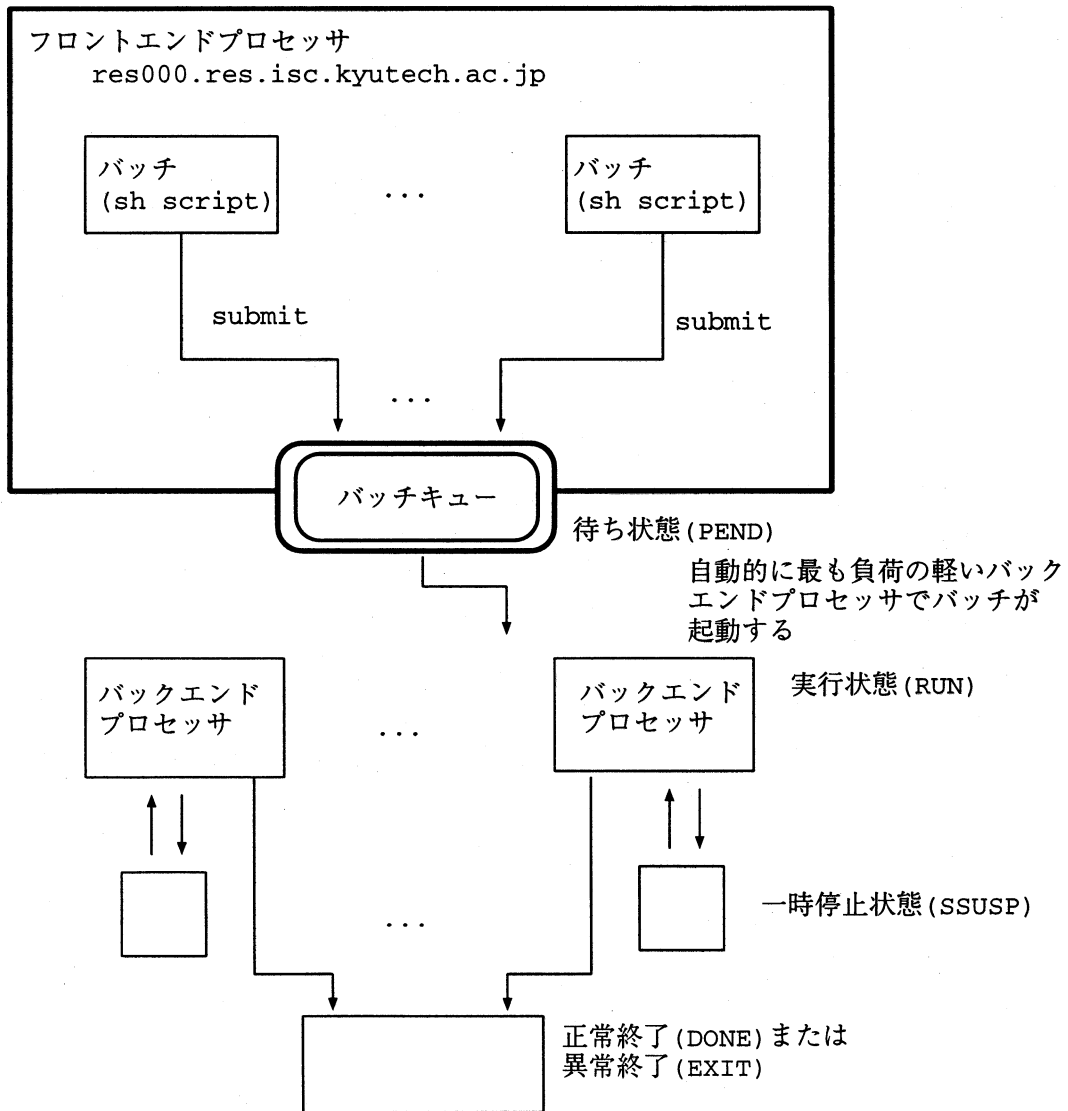 フロントエンドプロセッサ
res000.res.isc.kyutech.ac.jp
バッチ
(sh script)
...
バッチ
(sh script)
submit
submit
...
バッチキュー
待ち状態(PEND)
自動的に最も負荷の軽いバック
エンドプロセッサでバッチが
起動する
バックエンド
プロセッサ
...
バックエンド
プロセッサ
実行状態(RUN)
一時停止状態(SSUSP)
...
正常終了(DONE)または
異常終了(EXIT)